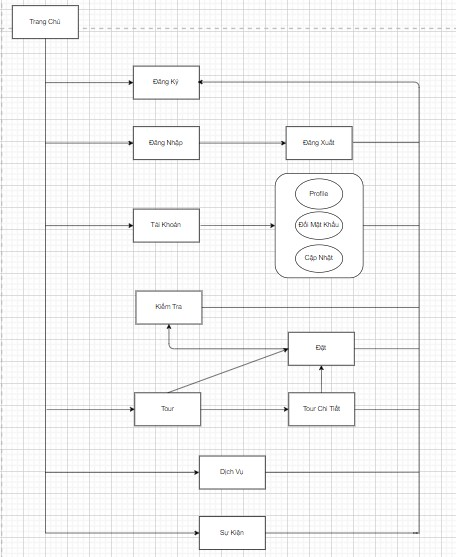 Trang Chủ
Đăng Ký
Đăng Nhập
Đăng Xuất
Profile
Tài Khoản
Đổi Mật Khẩu
Cập Nhật
Kiểm Tra
Đặt
Tour
Tour Chi Tiết
Dịch Vụ
Sự Kiện